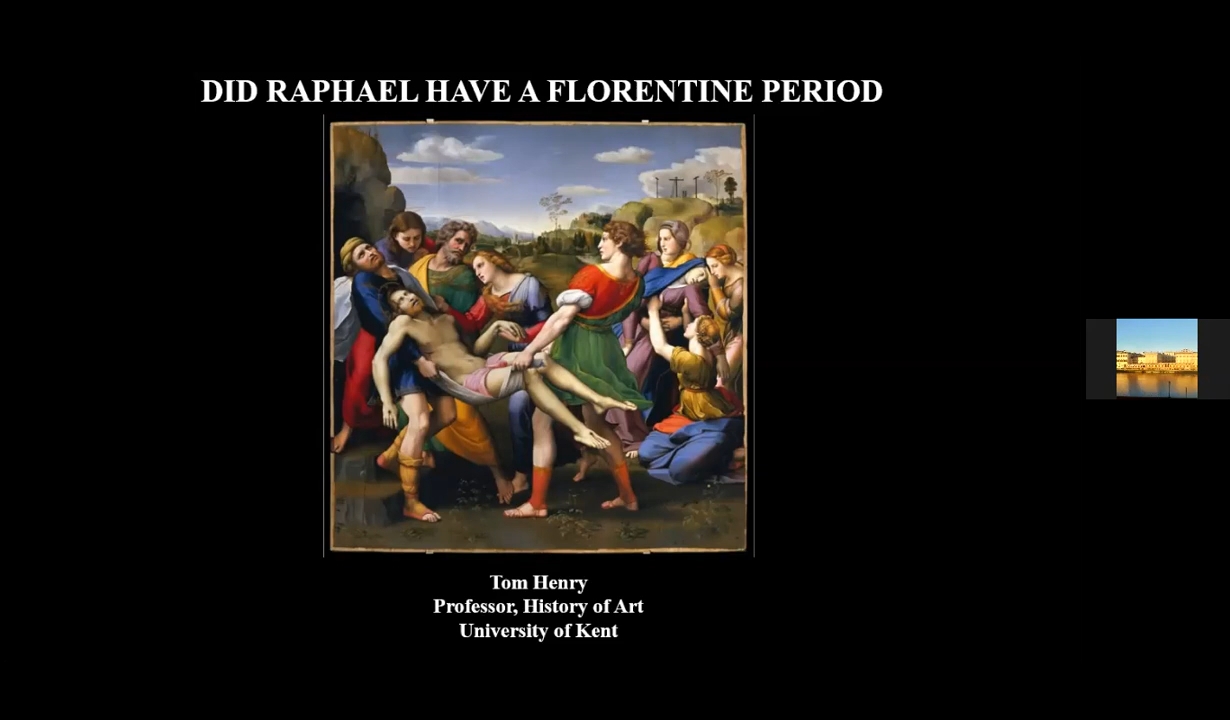 DID RAPHAEL HAVE A FLORENTINE PERIOD
Tom Henry
Professor, History of Art
University of Kent